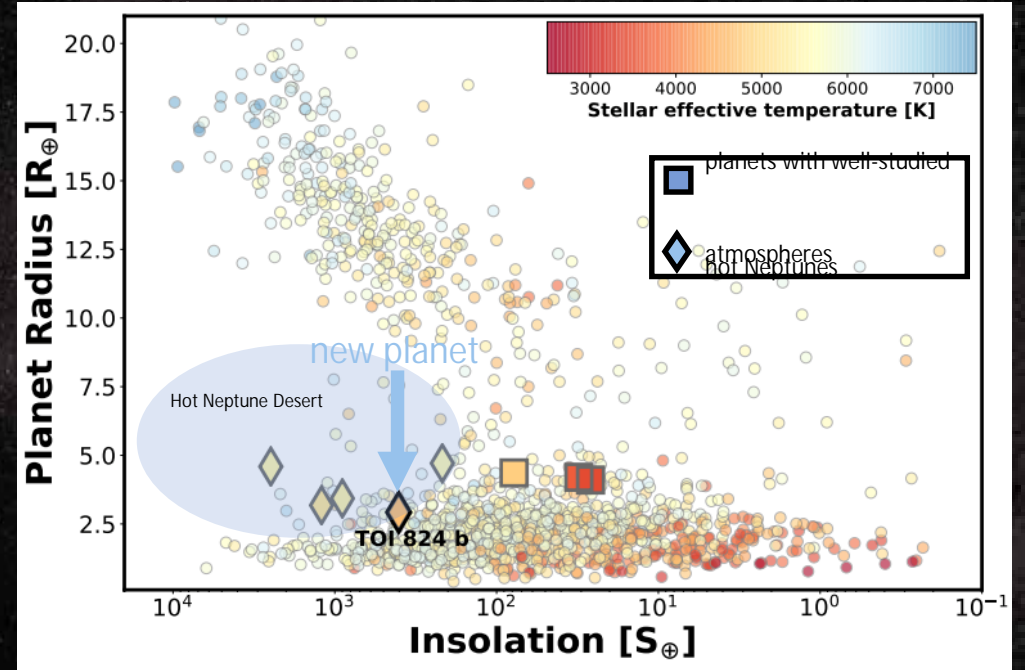 20.0
17.5
15.0
12.5
10.0
7.5
5.0
2.5
Planet Radius [R⊕]
3000 4000 5000 6000 7000
Stellar effective temperature [K]
planets with well-studied
atmospheres
hot Neptunes
new planet
Hot Neptune Desert
TOI 824 b
10⁴ 10³ 10² 10¹ 10⁰ 10⁻¹
Insolation [S⊕]